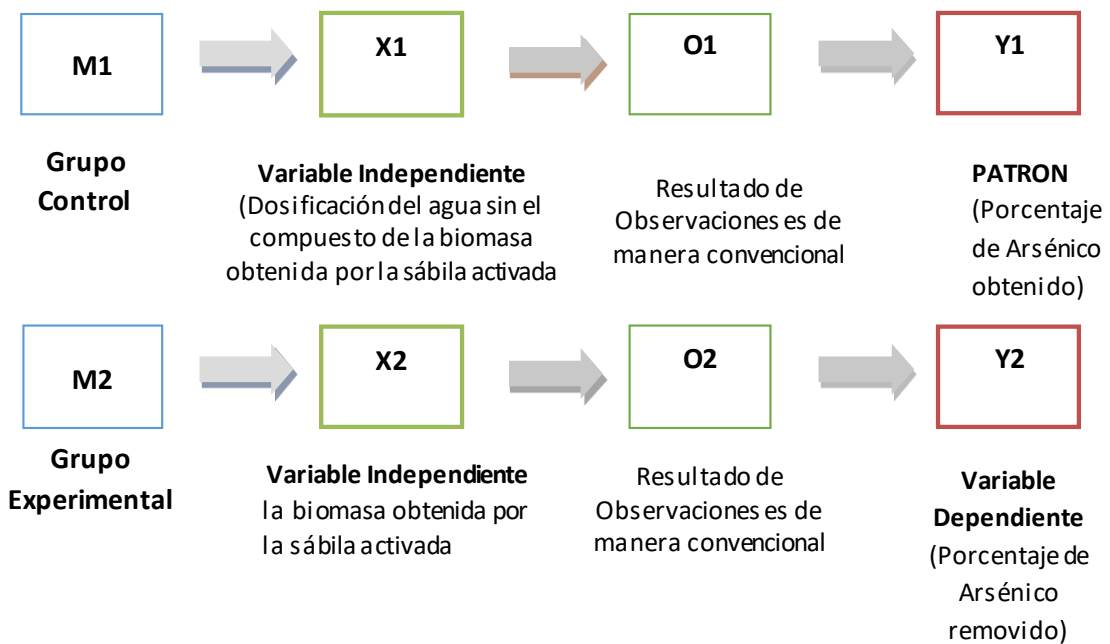 M1
X1
O1
Y1
Grupo
Control
Variable Independiente
(Dosificación del agua sin el
compuesto de la biomasa
obtenida por la sábila activada
Resultado de
Observaciones es de
manera convencional
PATRON
(Porcentaje
de Arsénico
obtenido)
M2
X2
O2
Y2
Grupo
Experimental
Variable Independiente
la biomasa obtenida por
la sábila activada
Resultado de
Observaciones es de
manera convencional
Variable
Dependiente
(Porcentaje de
Arsénico
removido)